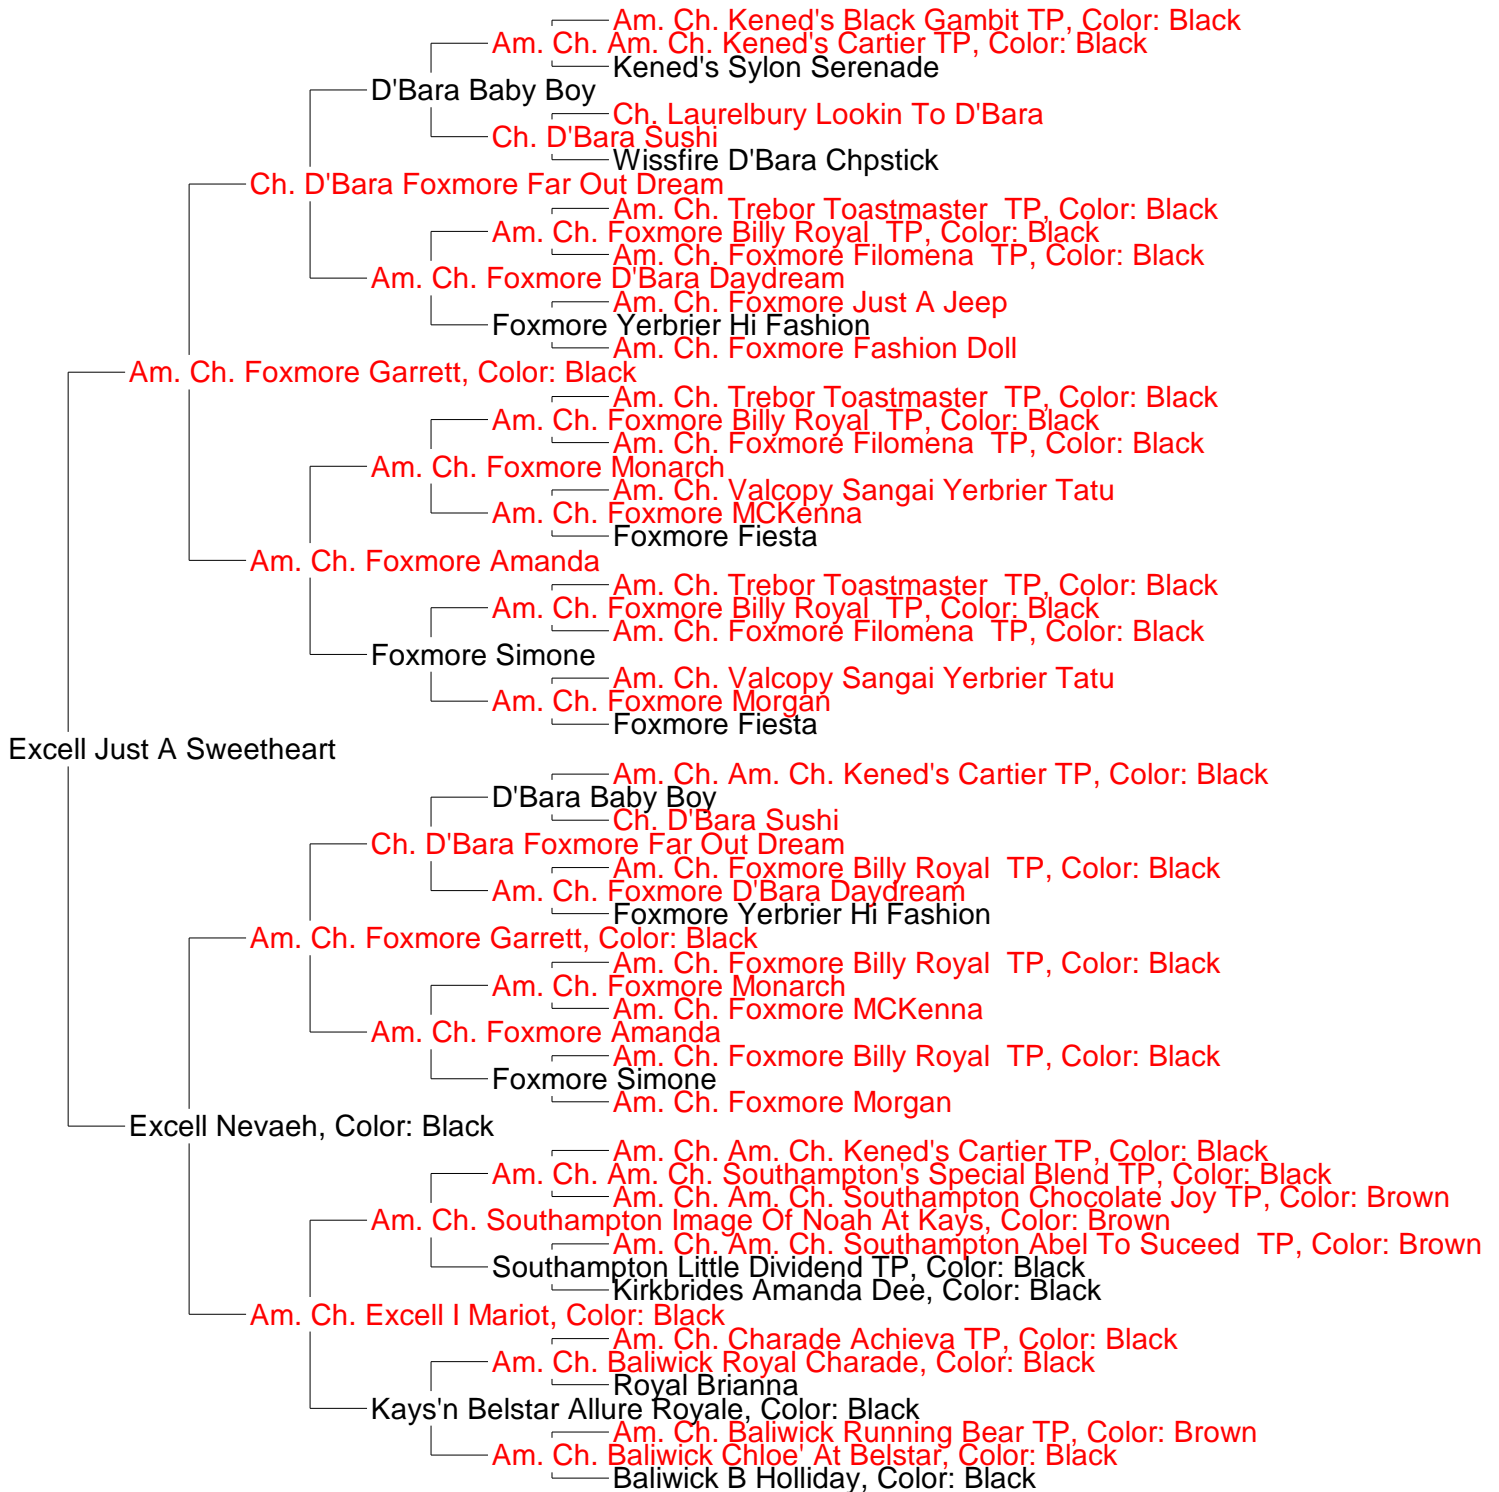 Am. Ch. Kened's Black Gambit TP, Color: Black
Am. Ch. Am. Ch. Kened's Cartier TP, Color: Black
Kened's Sylon Serenade
D'Bara Baby Boy
Ch. Laurelbury Lookin To D'Bara
Ch. D'Bara Sushi
Wissfire D'Bara Chpstick
Ch. D'Bara Foxmore Far Out Dream
Am. Ch. Trebor Toastmaster  TP, Color: Black
Am. Ch. Foxmore Billy Royal  TP, Color: Black
Am. Ch. Foxmore Filomena  TP, Color: Black
Am. Ch. Foxmore D'Bara Daydream
Am. Ch. Foxmore Just A Jeep
Foxmore Yerbrier Hi Fashion
Am. Ch. Foxmore Fashion Doll
Am. Ch. Foxmore Garrett, Color: Black
Am. Ch. Trebor Toastmaster  TP, Color: Black
Am. Ch. Foxmore Billy Royal  TP, Color: Black
Am. Ch. Foxmore Filomena  TP, Color: Black
Am. Ch. Foxmore Monarch
Am. Ch. Valcopy Sangai Yerbrier Tatu
Am. Ch. Foxmore MCKenna
Foxmore Fiesta
Am. Ch. Foxmore Amanda
Am. Ch. Trebor Toastmaster  TP, Color: Black
Am. Ch. Foxmore Billy Royal  TP, Color: Black
Am. Ch. Foxmore Filomena  TP, Color: Black
Foxmore Simone
Am. Ch. Valcopy Sangai Yerbrier Tatu
Am. Ch. Foxmore Morgan
Foxmore Fiesta
Excell Just A Sweetheart
Am. Ch. Am. Ch. Kened's Cartier TP, Color: Black
D'Bara Baby Boy
Ch. D'Bara Sushi
Ch. D'Bara Foxmore Far Out Dream
Am. Ch. Foxmore Billy Royal  TP, Color: Black
Am. Ch. Foxmore D'Bara Daydream
Foxmore Yerbrier Hi Fashion
Am. Ch. Foxmore Garrett, Color: Black
Am. Ch. Foxmore Billy Royal  TP, Color: Black
Am. Ch. Foxmore Monarch
Am. Ch. Foxmore MCKenna
Am. Ch. Foxmore Amanda
Am. Ch. Foxmore Billy Royal  TP, Color: Black
Foxmore Simone
Am. Ch. Foxmore Morgan
Excell Nevaeh, Color: Black
Am. Ch. Am. Ch. Kened's Cartier TP, Color: Black
Am. Ch. Am. Ch. Southampton's Special Blend TP, Color: Black
Am. Ch. Am. Ch. Southampton Chocolate Joy TP, Color: Brown
Am. Ch. Southampton Image Of Noah At Kays, Color: Brown
Am. Ch. Am. Ch. Southampton Abel To Suceed  TP, Color: Brown
Southampton Little Dividend TP, Color: Black
Kirkbrides Amanda Dee, Color: Black
Am. Ch. Excell I Mariot, Color: Black
Am. Ch. Charade Achieva TP, Color: Black
Am. Ch. Baliwick Royal Charade, Color: Black
Royal Brianna
Kays'n Belstar Allure Royale, Color: Black
Am. Ch. Baliwick Running Bear TP, Color: Brown
Am. Ch. Baliwick Chloe' At Belstar, Color: Black
Baliwick B Holliday, Color: Black